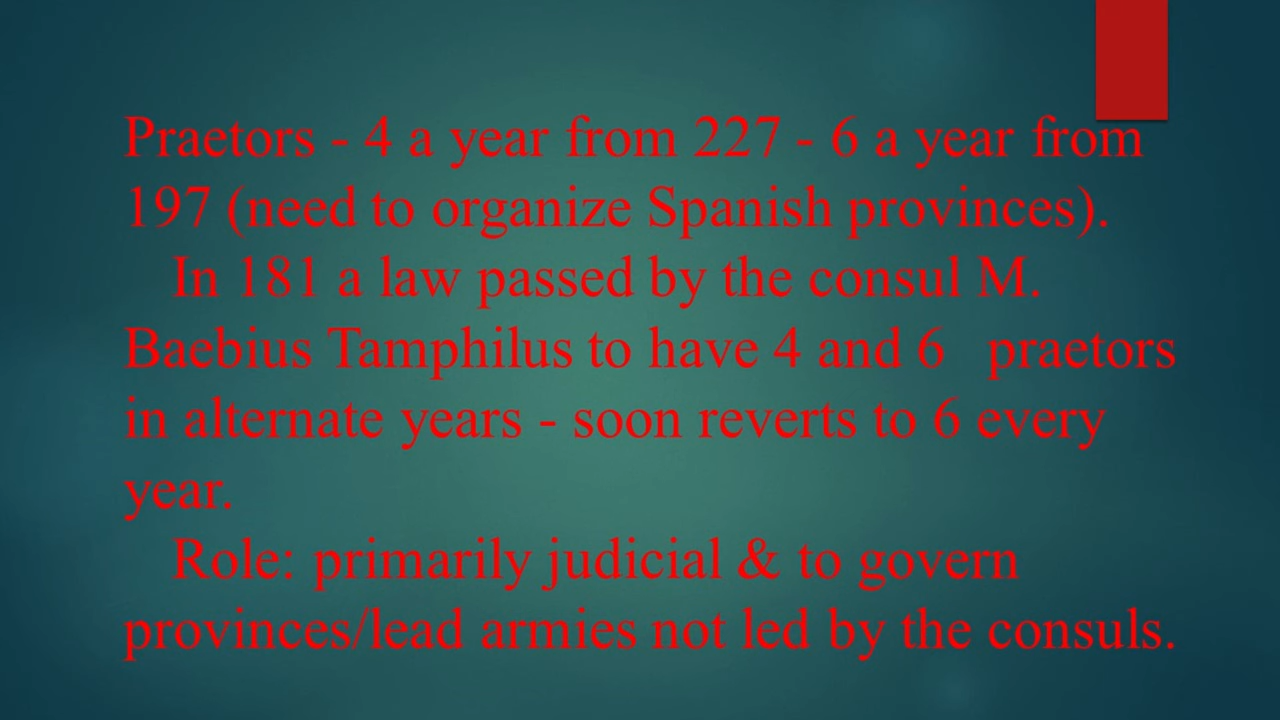 Praetors - 4 a year from 227 - 6 a year from
197 (need to organize Spanish provinces).
In 181 a law passed by the consul M.
Baebius Tamphilus to have 4 and 6 praetors
in alternate years - soon reverts to 6 every
year.
Role: primarily judicial & to govern
provinces/lead armies not led by the consuls.